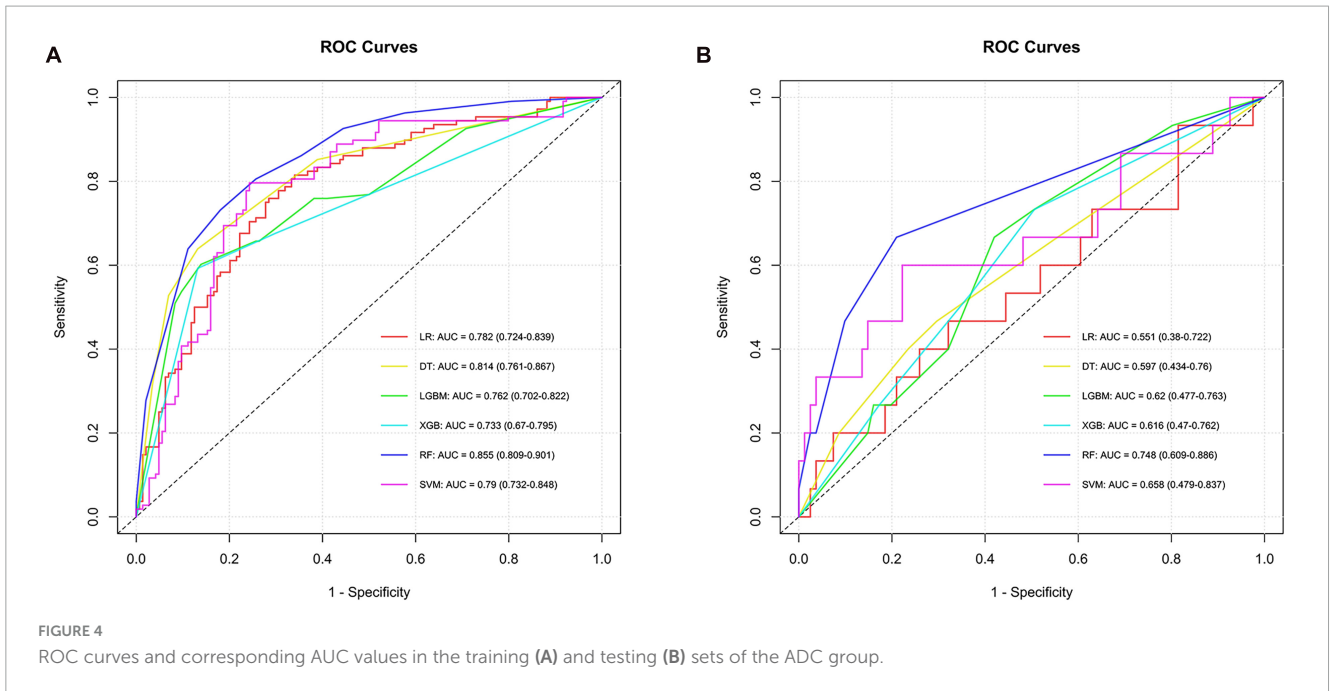 A
ROC Curves
Sensitivity
1.0
0.8
0.6
0.4
0.2
0.0
LR: AUC = 0.782 (0.724-0.839)
DT: AUC = 0.814 (0.761-0.867)
LGBM: AUC = 0.762 (0.702-0.822)
XGB: AUC = 0.733 (0.67-0.795)
RF: AUC = 0.855 (0.809-0.901)
SVM: AUC = 0.79 (0.732-0.848)
0.0 0.2 0.4 0.6 0.8 1.0
1 - Specificity
B
ROC Curves
Sensitivity
1.0
0.8
0.6
0.4
0.2
0.0
LR: AUC = 0.551 (0.38-0.722)
DT: AUC = 0.597 (0.434-0.76)
LGBM: AUC = 0.62 (0.477-0.763)
XGB: AUC = 0.616 (0.47-0.762)
RF: AUC = 0.748 (0.609-0.886)
SVM: AUC = 0.658 (0.479-0.837)
0.0 0.2 0.4 0.6 0.8 1.0
1 - Specificity
FIGURE 4
ROC curves and corresponding AUC values in the training (A) and testing (B) sets of the ADC group.